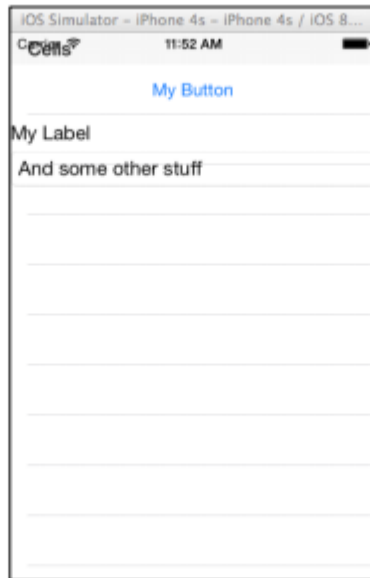 iOS Simulator - iPhone 4s - iPhone 4s / iOS 8...
Cells 11:52 AM
My Button
My Label
And some other stuff